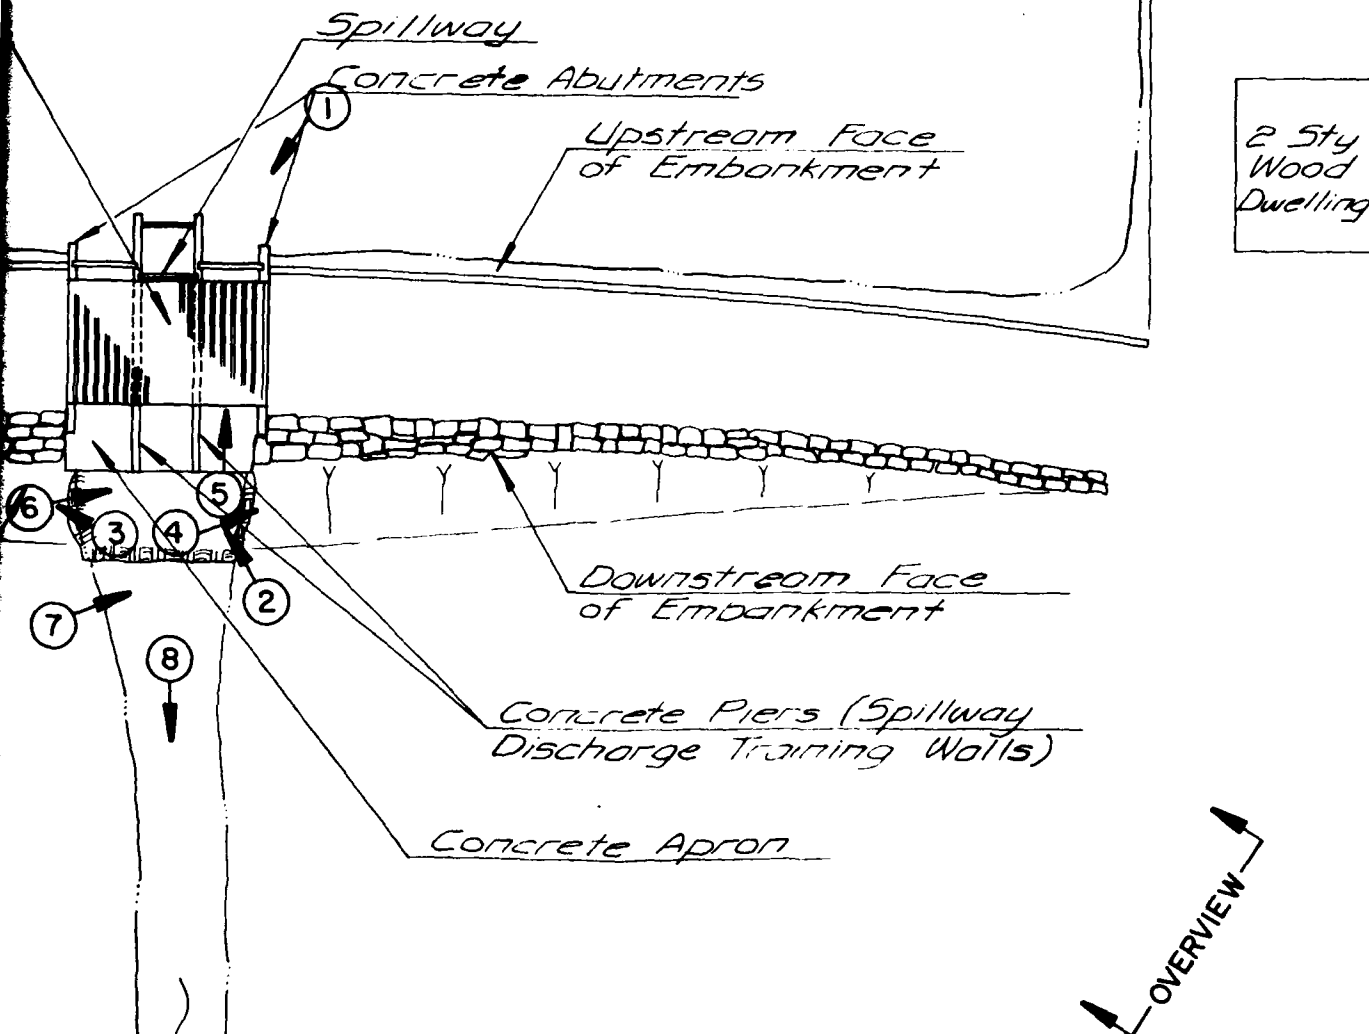 Spillway
Concrete Abutments
1
Upstream Face
of Embankment
2 Sty
Wood
Dwelling
5
6
3
4
2
Downstream Face
of Embankment
7
8
Concrete Piers (Spillway
Discharge Training Walls)
Concrete Apron
OVERVIEW